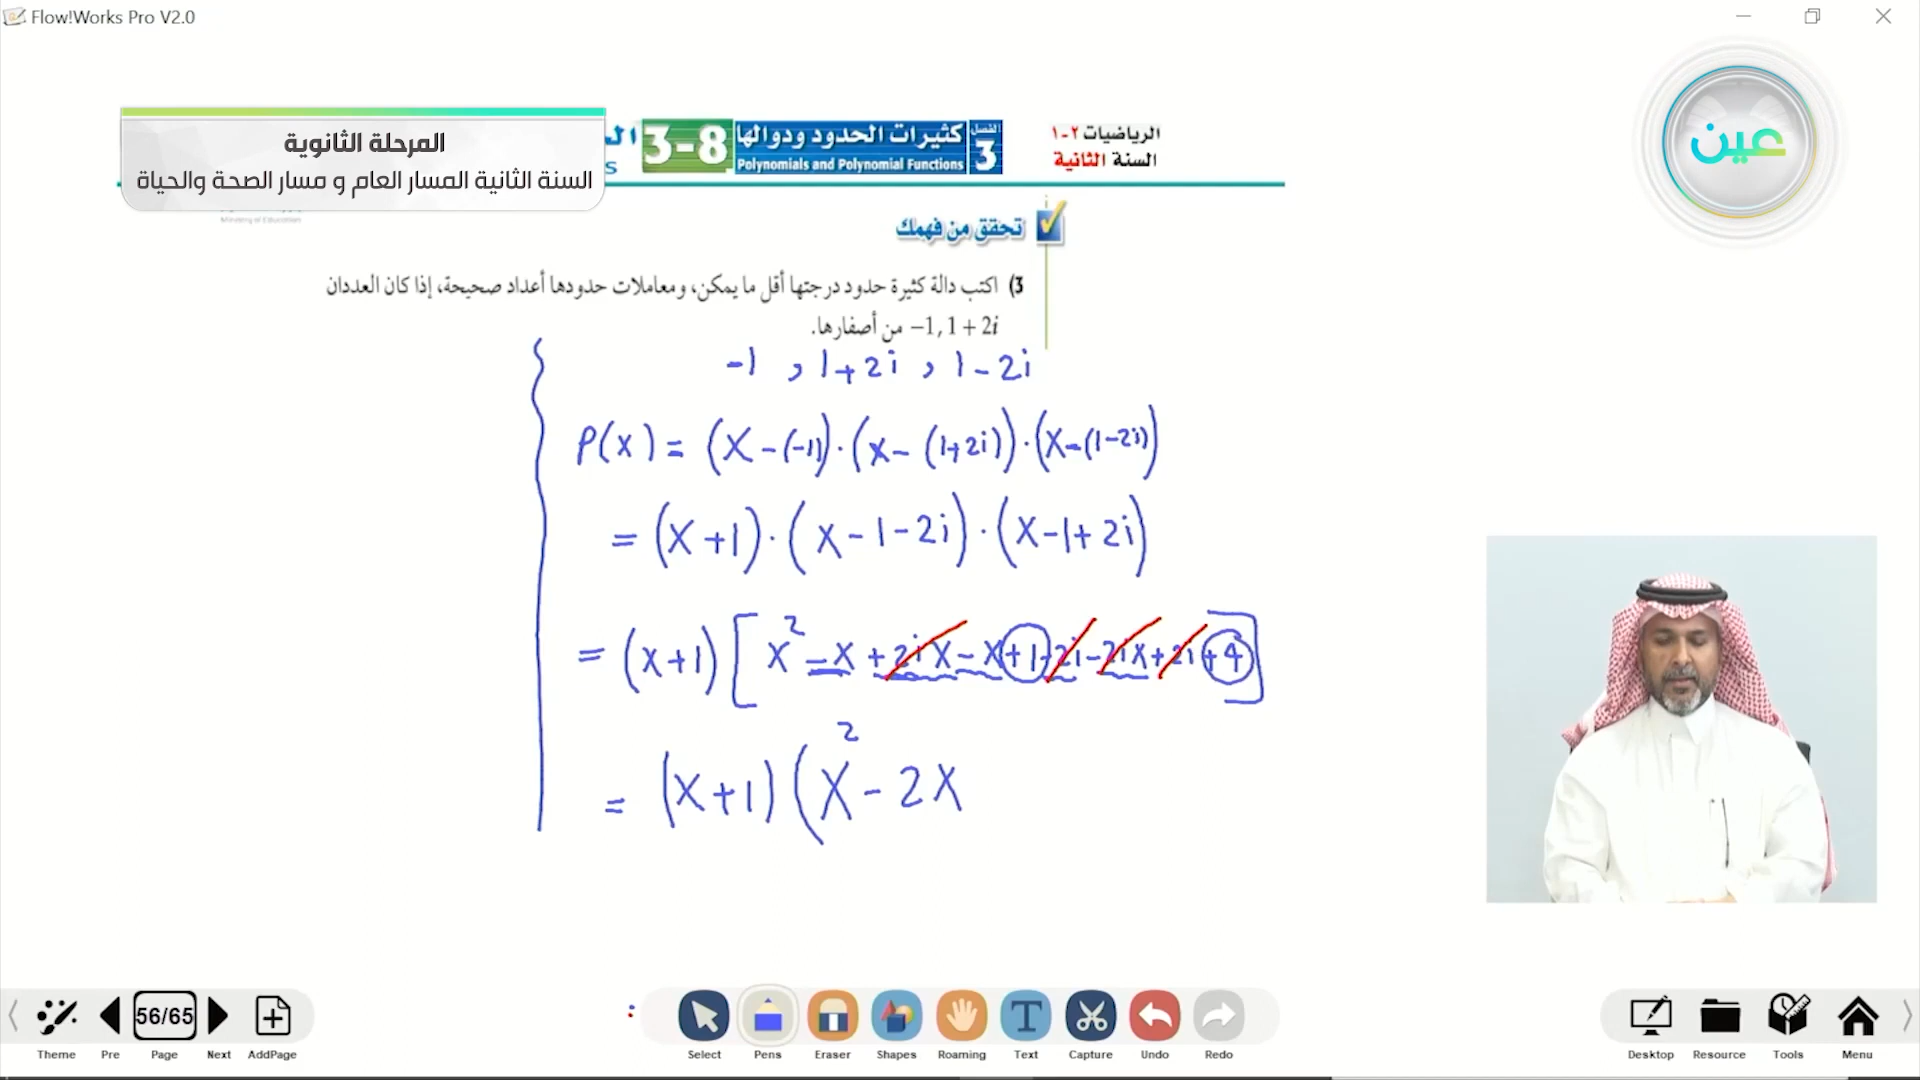 Flow!Works Pro V2.0
عين
المرحلة الثانوية
السنة الثانية المسار العام و مسار الصحة والحياة
الرياضيات ٢-١
السنة الثانية
الفصل 3
كثيرات الحدود ودوالها
Polynomials and Polynomial Functions
3-8
Ministry of Education
تحقق من فهمك
3) اكتب دالة كثيرة حدود درجتها أقل ما يمكن، ومعاملات حدودها أعداد صحيحة، إذا كان العددان
−1, 1 + 2i من أصفارها.
-1 , 1+2i , 1-2i
P(x) = (x-(-1))·(x-(1+2i))·(x-(1-2i))
= (x+1)·(x-1-2i)·(x-1+2i)
= (x+1)[x² -x +2ix -x +1 -2i -2ix +2i +4]
= (x+1)(x² - 2x
56/65
Theme Pre Page Next AddPage
Select Pens Eraser Shapes Roaming Text Capture Undo Redo
Desktop Resource Tools Menu